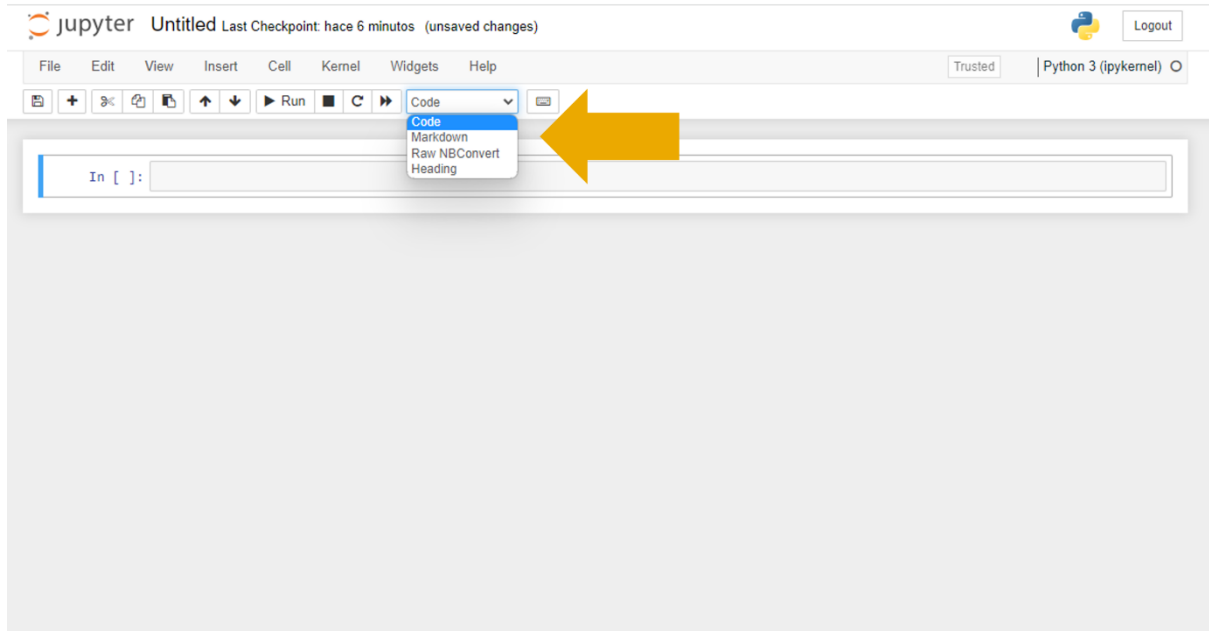 jupyter Untitled Last Checkpoint: hace 6 minutos (unsaved changes) Logout
File Edit View Insert Cell Kernel Widgets Help Trusted Python 3 (ipykernel)
Run Code
Code
Markdown
Raw NBConvert
Heading
In [ ]: